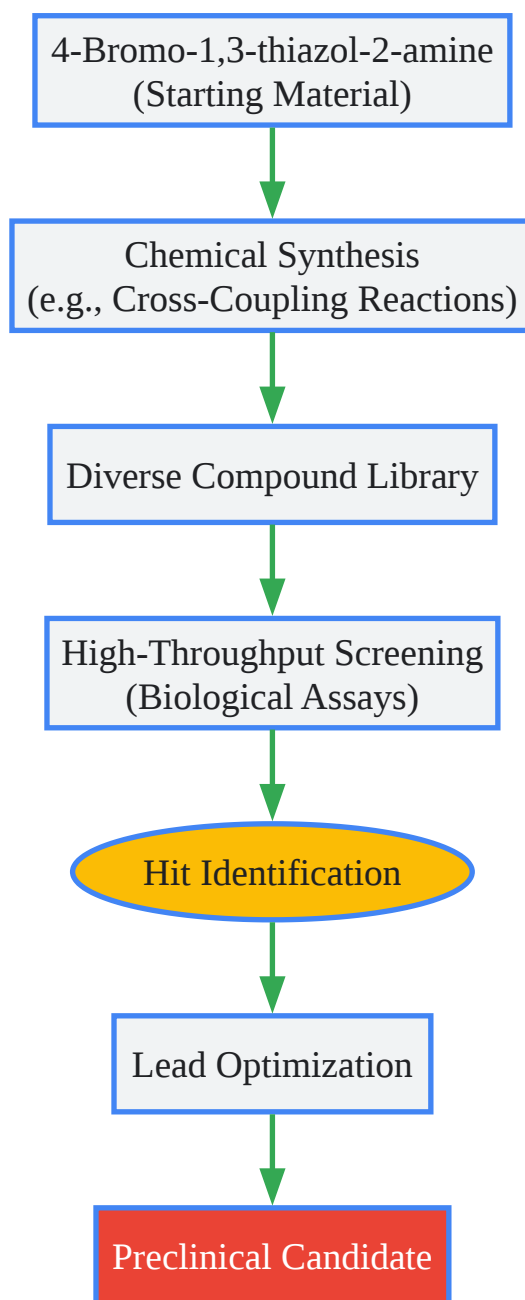 4-Bromo-1,3-thiazol-2-amine
(Starting Material)
Chemical Synthesis
(e.g., Cross-Coupling Reactions)
Diverse Compound Library
High-Throughput Screening
(Biological Assays)
Hit Identification
Lead Optimization
Preclinical Candidate